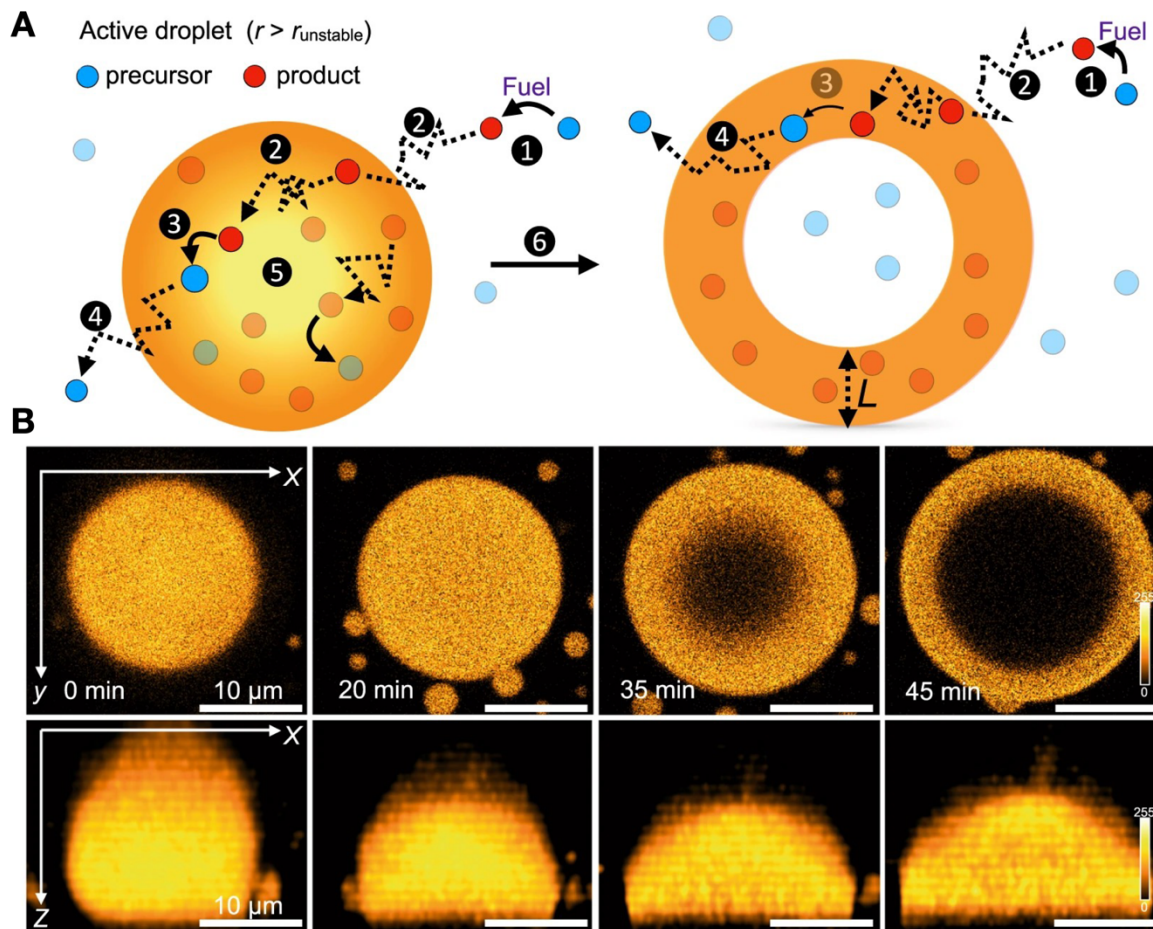 A
Active droplet (r > r_unstable)
precursor product
Fuel
1
2
2
3
4
5
6
Fuel
1
2
3
4
L
B
x
y
0 min
10 µm
20 min
35 min
45 min
255
0
x
z
10 µm
255
0